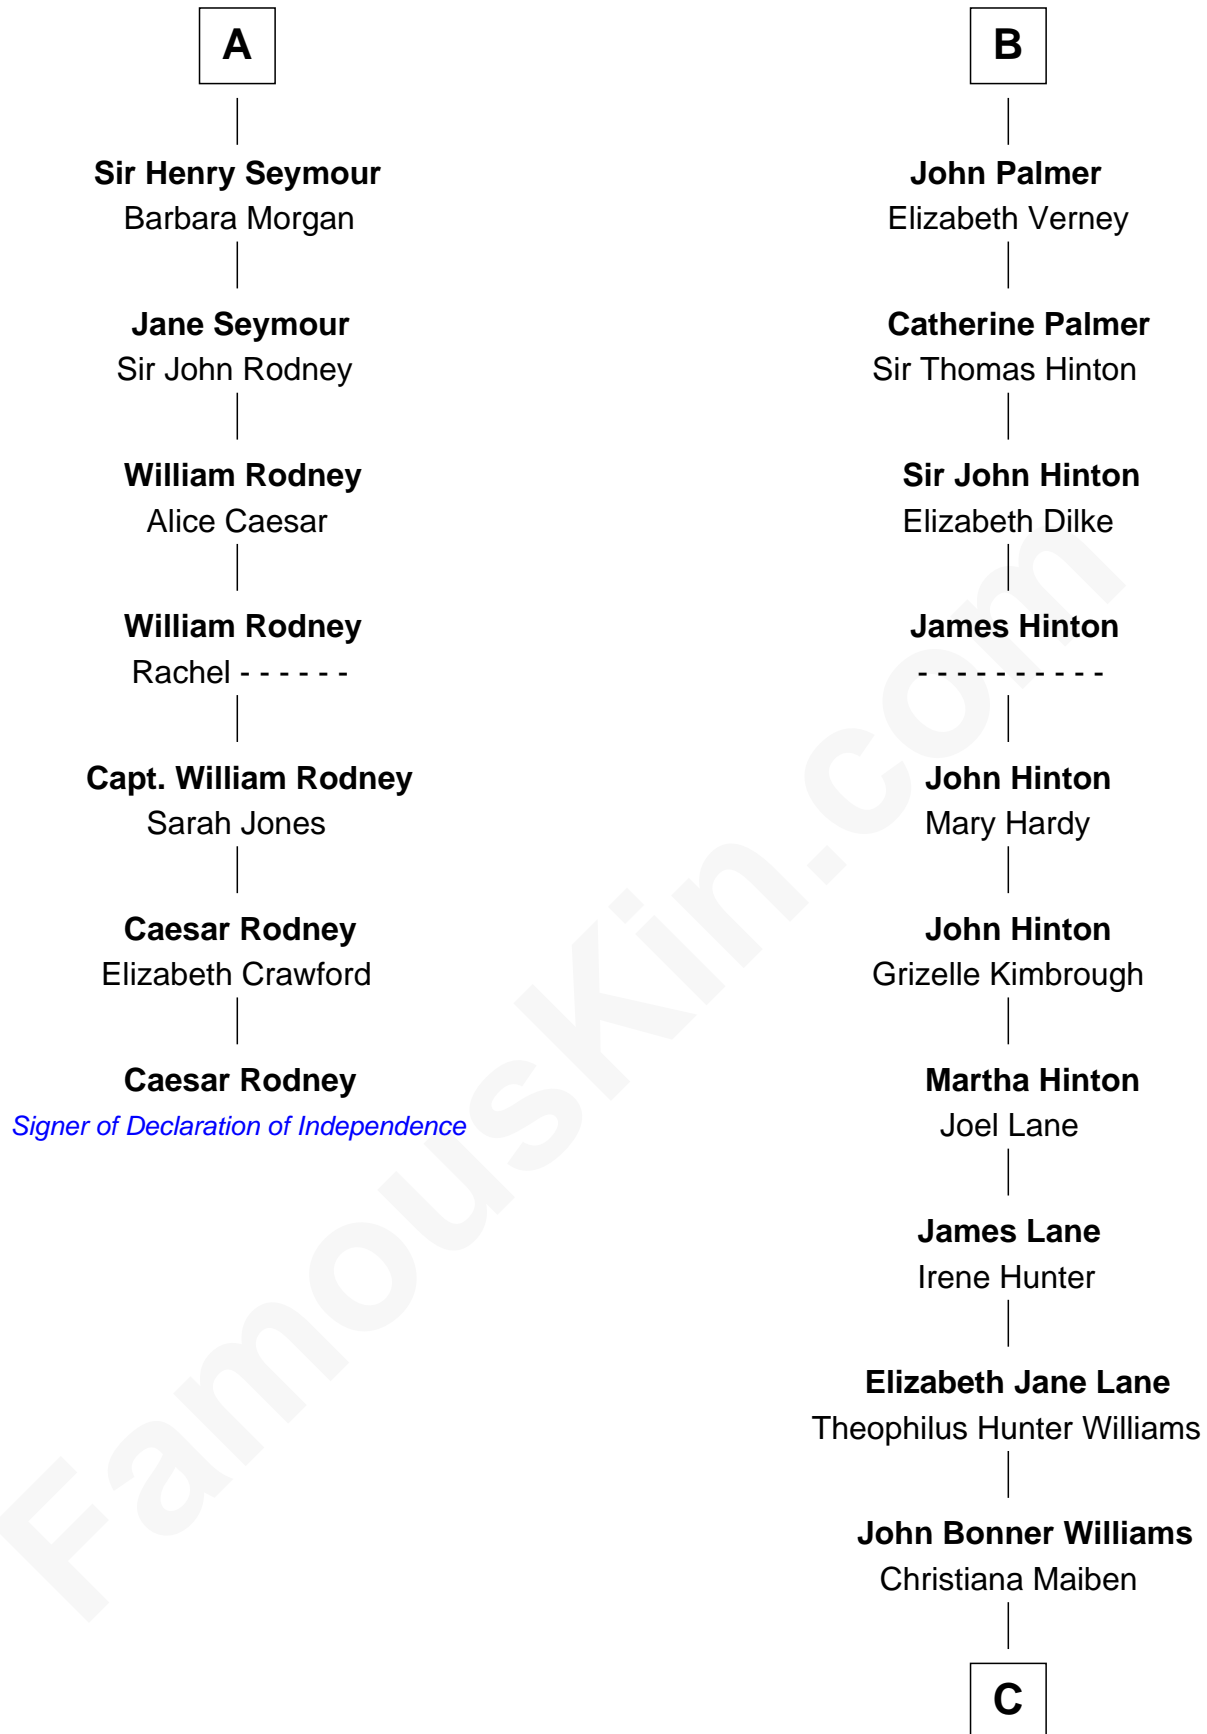 A
Sir Henry Seymour
Barbara Morgan
Jane Seymour
Sir John Rodney
William Rodney
Alice Caesar
William Rodney
Rachel - - - - - -
Capt. William Rodney
Sarah Jones
Caesar Rodney
Elizabeth Crawford
Caesar Rodney
Signer of Declaration of Independence
B
John Palmer
Elizabeth Verney
Catherine Palmer
Sir Thomas Hinton
Sir John Hinton
Elizabeth Dilke
James Hinton
- - - - - - - - - -
John Hinton
Mary Hardy
John Hinton
Grizelle Kimbrough
Martha Hinton
Joel Lane
James Lane
Irene Hunter
Elizabeth Jane Lane
Theophilus Hunter Williams
John Bonner Williams
Christiana Maiben
C
FamousKin.com